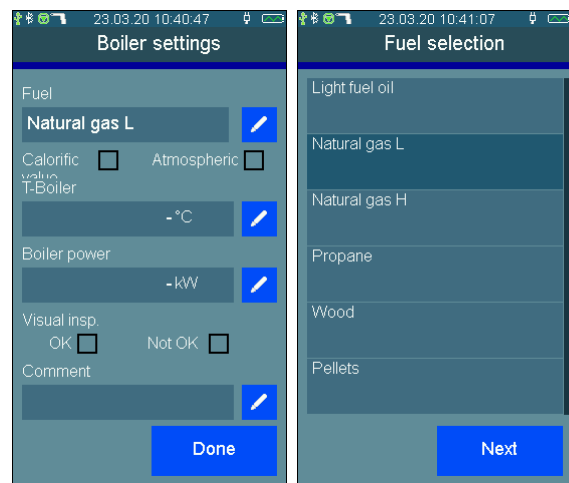 23.03.20 10:40:47
Boiler settings
Fuel
Natural gas L
Calorific value
Atmospheric
T-Boiler
- °C
Boiler power
- kW
Visual insp.
OK
Not OK
Comment
Done
23.03.20 10:41:07
Fuel selection
Light fuel oil
Natural gas L
Natural gas H
Propane
Wood
Pellets
Next